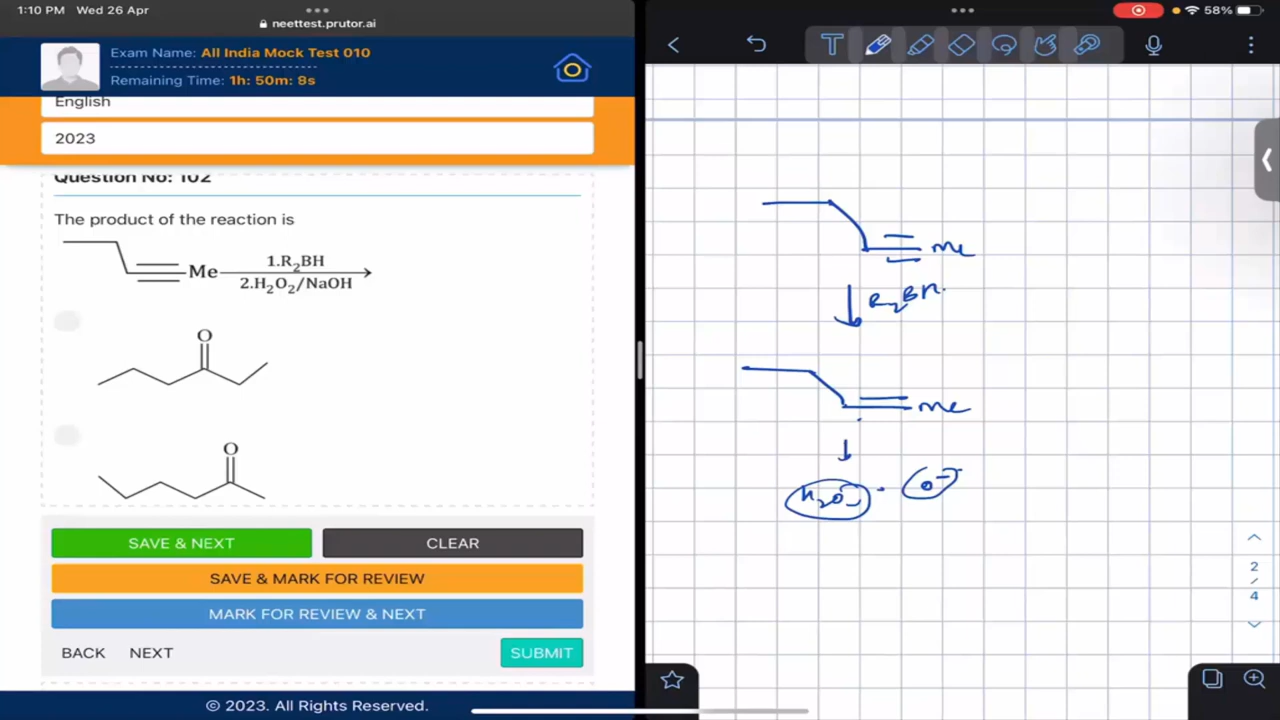 1:10 PM Wed 26 Apr
neettest.prutor.ai
58%
Exam Name: All India Mock Test 010
Remaining Time: 1h: 50m: 9s
English
2023
Question No: 102
The product of the reaction is
Me
1.R₂BH
2.H₂O₂/NaOH
O
O
SAVE & NEXT
CLEAR
SAVE & MARK FOR REVIEW
MARK FOR REVIEW & NEXT
BACK
NEXT
SUBMIT
© 2023. All Rights Reserved.
T
Me
R₂BH
Me
H₂O
O⁻
2
/
4